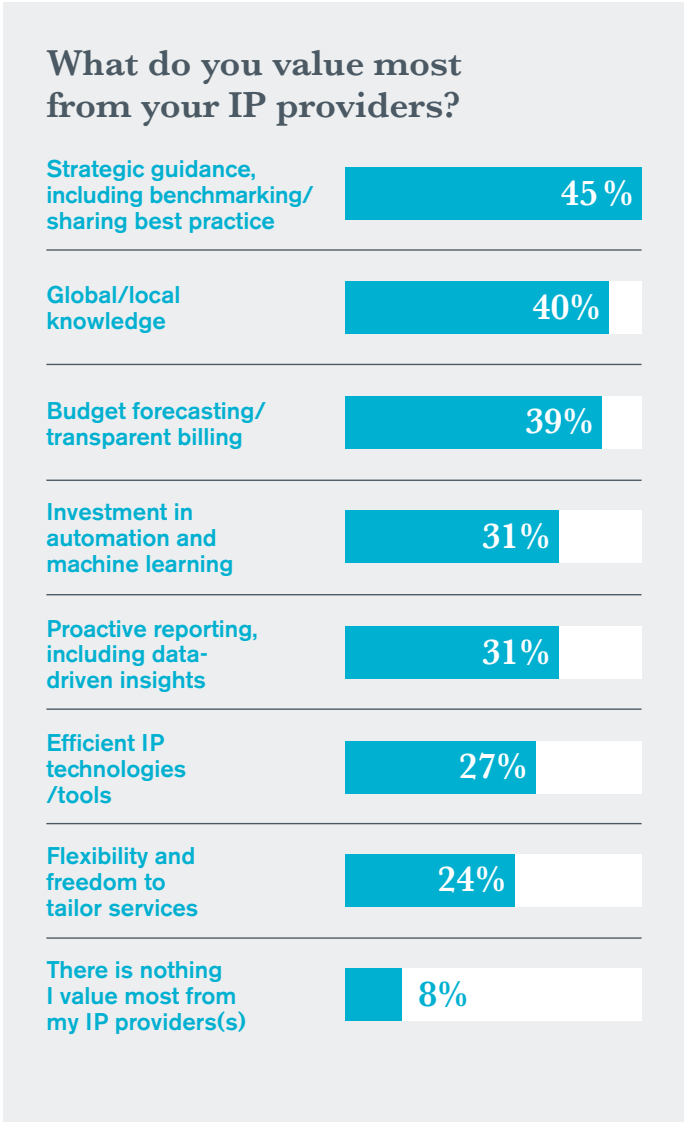 What do you value most
from your IP providers?
Strategic guidance,
including benchmarking/
sharing best practice
45 %
Global/local
knowledge
40%
Budget forecasting/
transparent billing
39%
Investment in
automation and
machine learning
31%
Proactive reporting,
including data-
driven insights
31%
Efficient IP
technologies
/tools
27%
Flexibility and
freedom to
tailor services
24%
There is nothing
I value most from
my IP providers(s)
8%